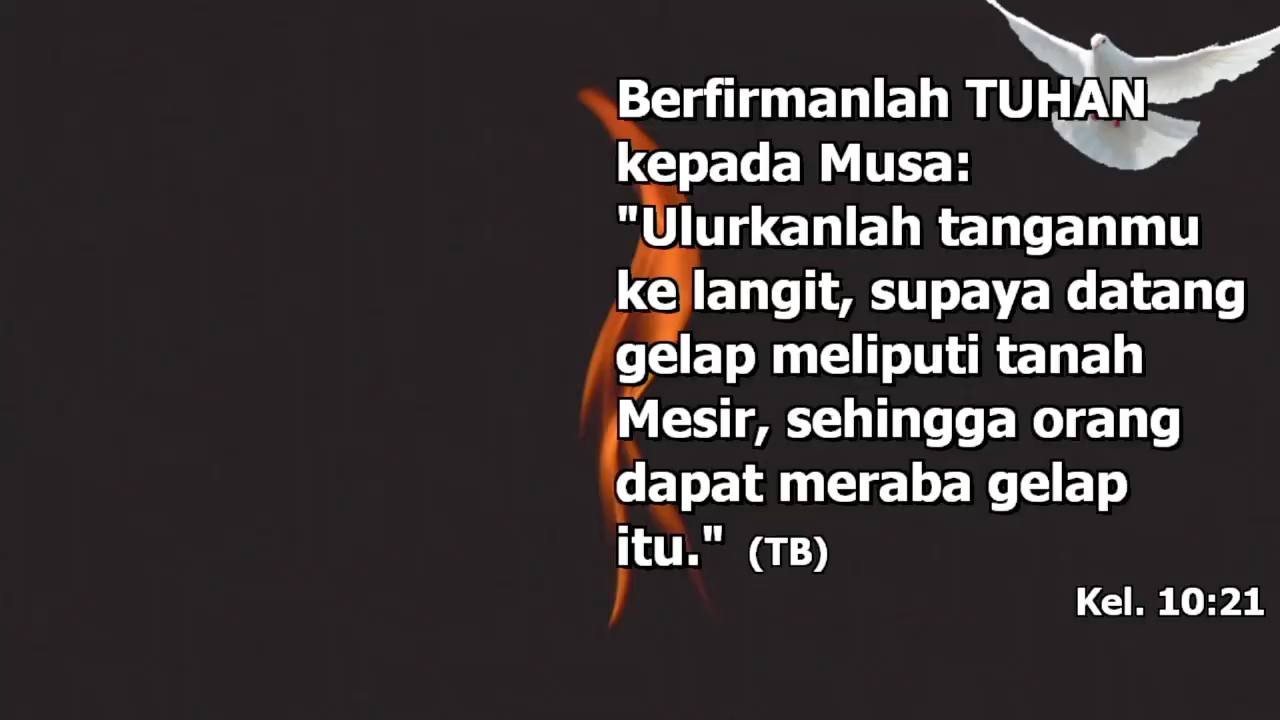 Berfirmanlah TUHAN
kepada Musa:
"Ulurkanlah tanganmu
ke langit, supaya datang
gelap meliputi tanah
Mesir, sehingga orang
dapat meraba gelap
itu." (TB)
Kel. 10:21